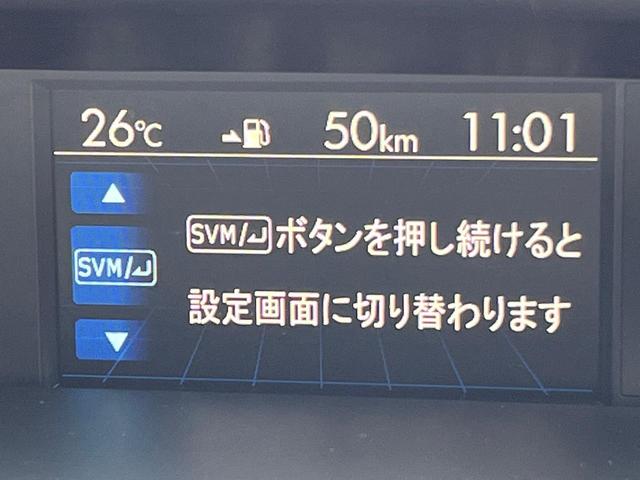 26℃ 50km 11:01
▲
SVM/⏎ ボタンを押し続けると
SVM/⏎
設定画面に切り替わります
▼